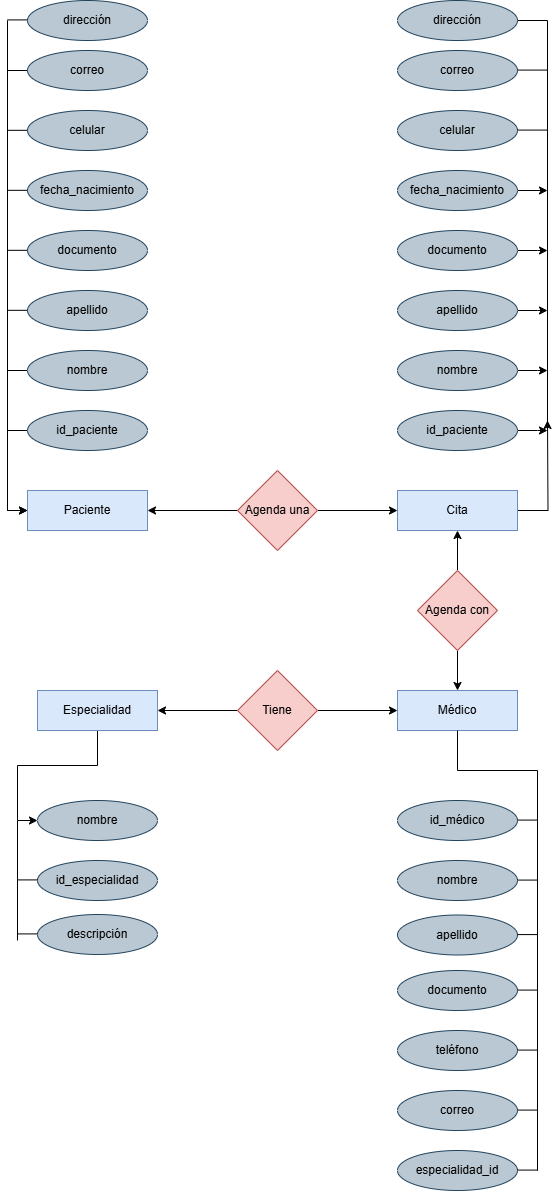 dirección
correo
celular
fecha_nacimiento
documento
apellido
nombre
id_paciente
dirección
correo
celular
fecha_nacimiento
documento
apellido
nombre
id_paciente
Paciente
Agenda una
Cita
Agenda con
Especialidad
Tiene
Médico
nombre
id_especialidad
descripción
id_médico
nombre
apellido
documento
teléfono
correo
especialidad_id